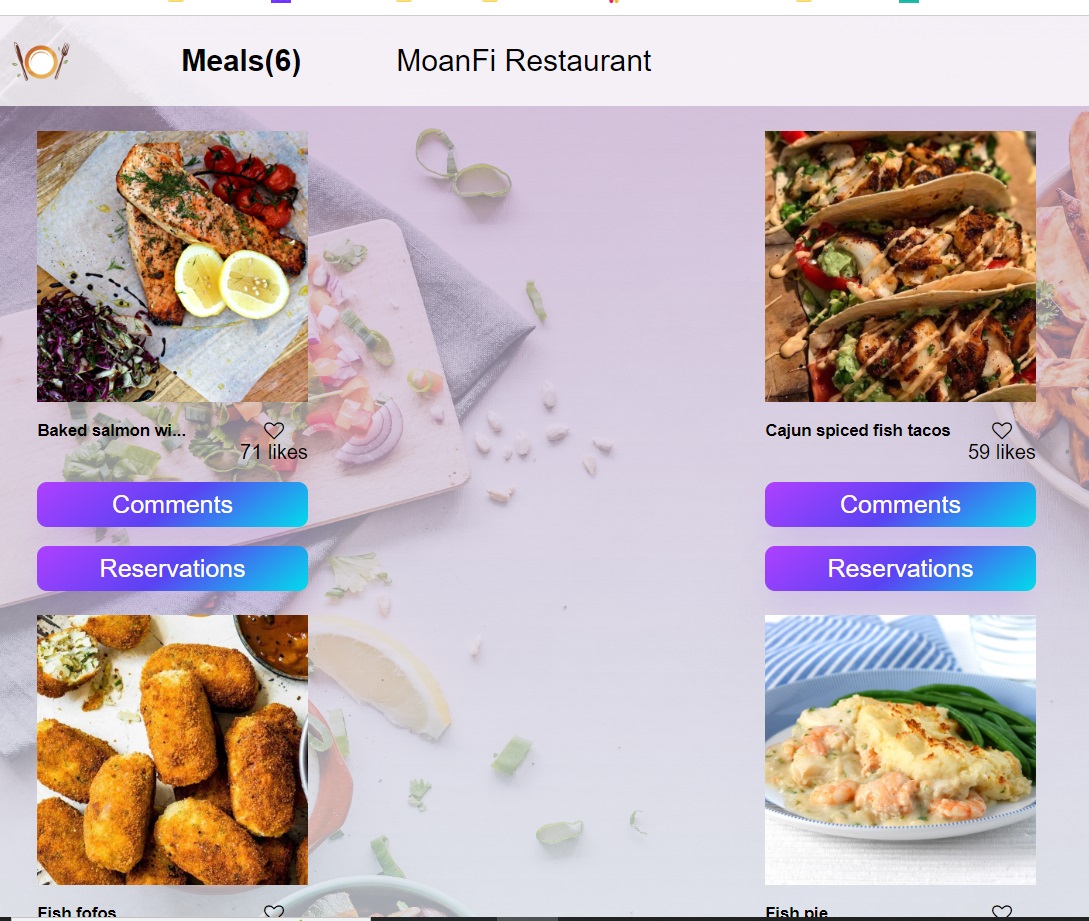 Meals(6) MoanFi Restaurant
Baked salmon wi...
71 likes
Comments
Reservations
Cajun spiced fish tacos
59 likes
Comments
Reservations
Fish fofos
Fish pie